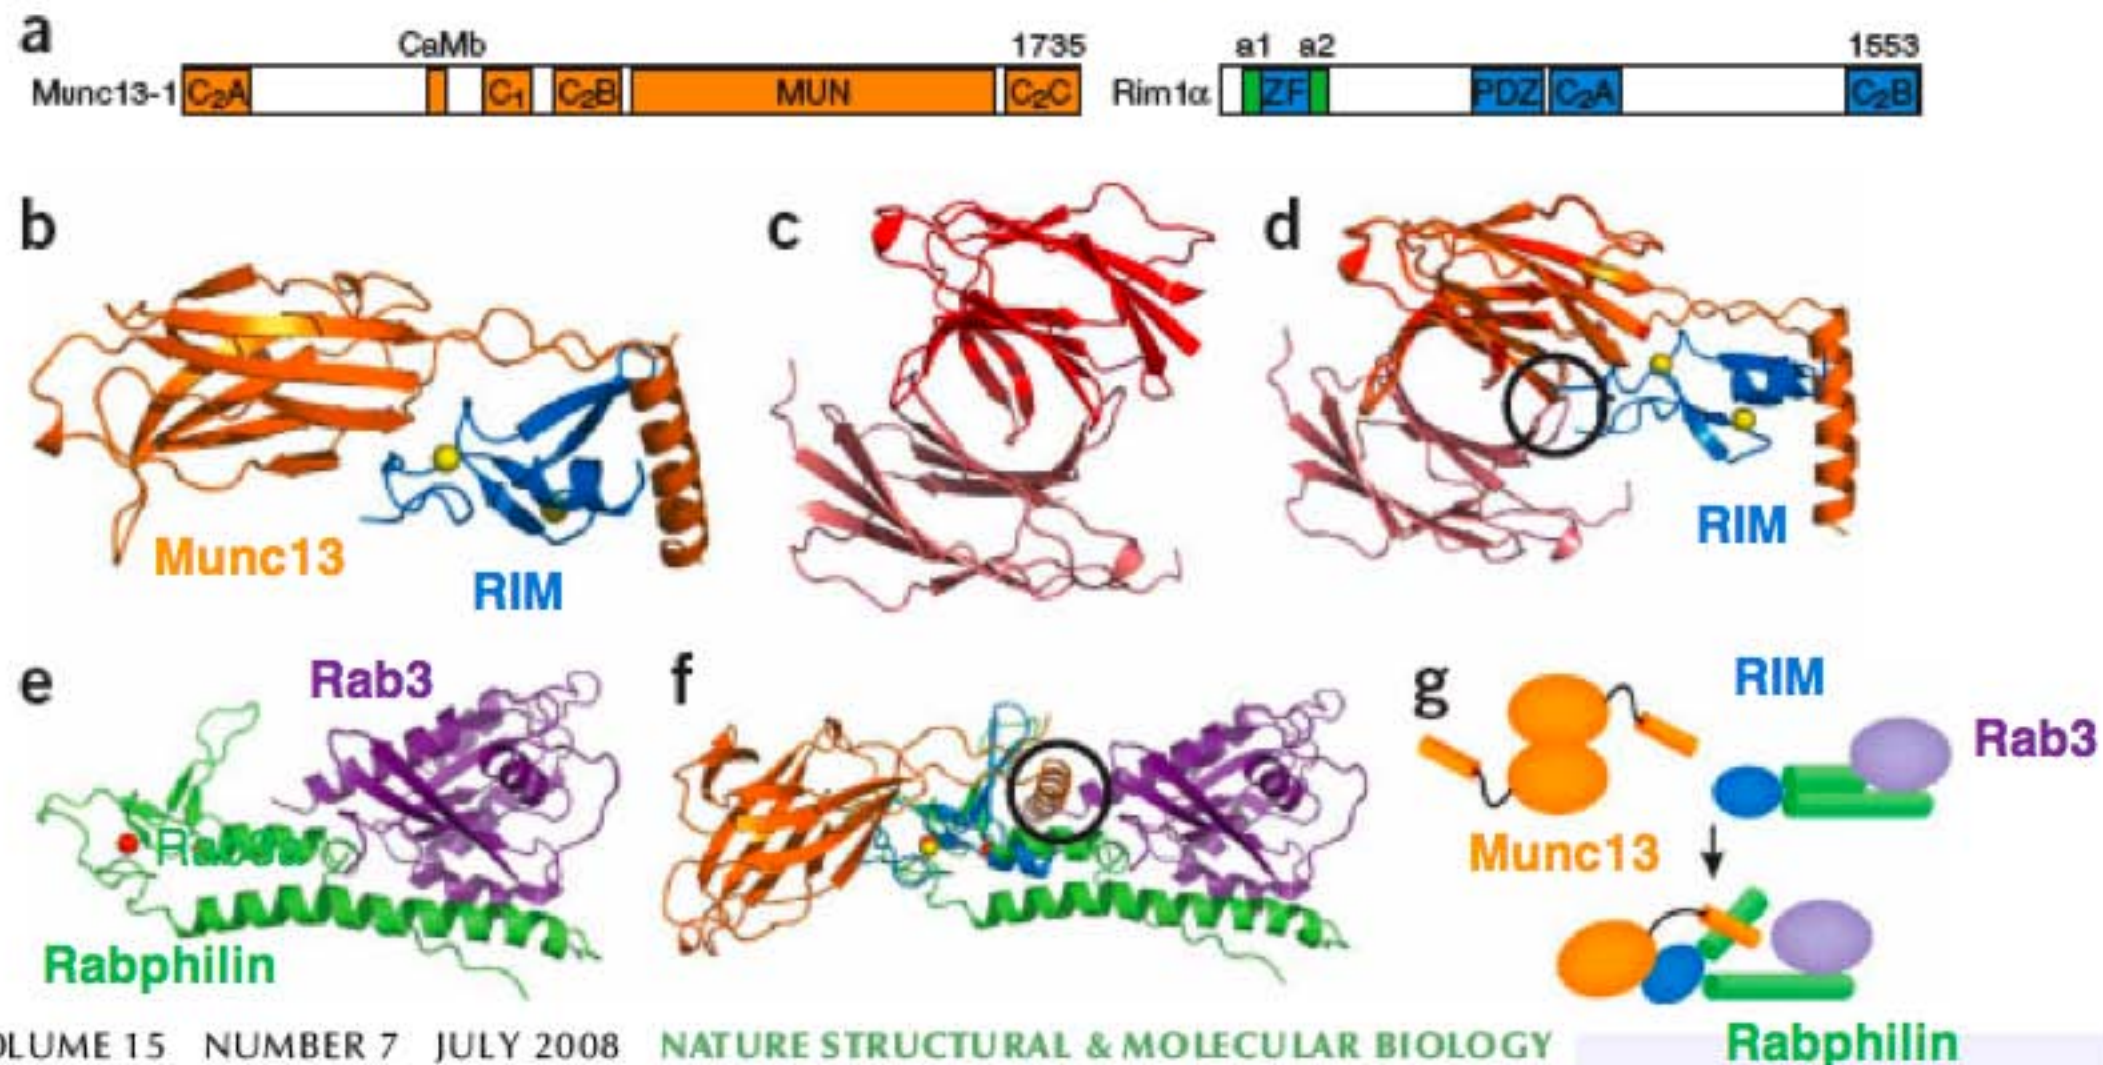 a
CaMb 1735 a1 a2 1553
Munc13-1 C₂A C₁ C₂B MUN C₂C Rim1α ZF PDZ C₂A C₂B
b c d
Munc13
RIM
RIM
e Rab3 f g RIM
Rab3
Munc13
Rabphilin
OLUME 15 NUMBER 7 JULY 2008 NATURE STRUCTURAL & MOLECULAR BIOLOGY
Rabphilin